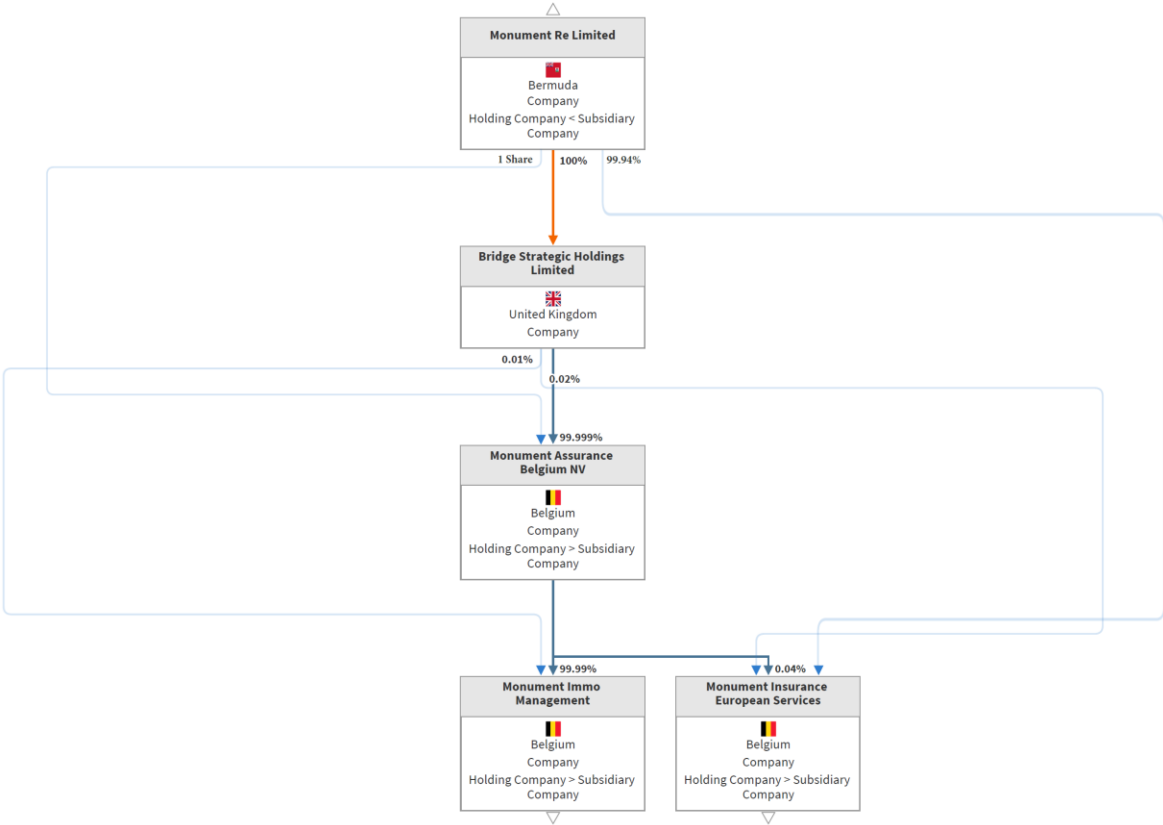 Monument Re Limited
Bermuda
Company
Holding Company < Subsidiary
Company
1 Share
100%
99.94%
Bridge Strategic Holdings
Limited
United Kingdom
Company
0.01%
0.02%
99.999%
Monument Assurance
Belgium NV
Belgium
Company
Holding Company > Subsidiary
Company
99.99%
0.04%
Monument Immo
Management
Belgium
Company
Holding Company > Subsidiary
Company
Monument Insurance
European Services
Belgium
Company
Holding Company > Subsidiary
Company